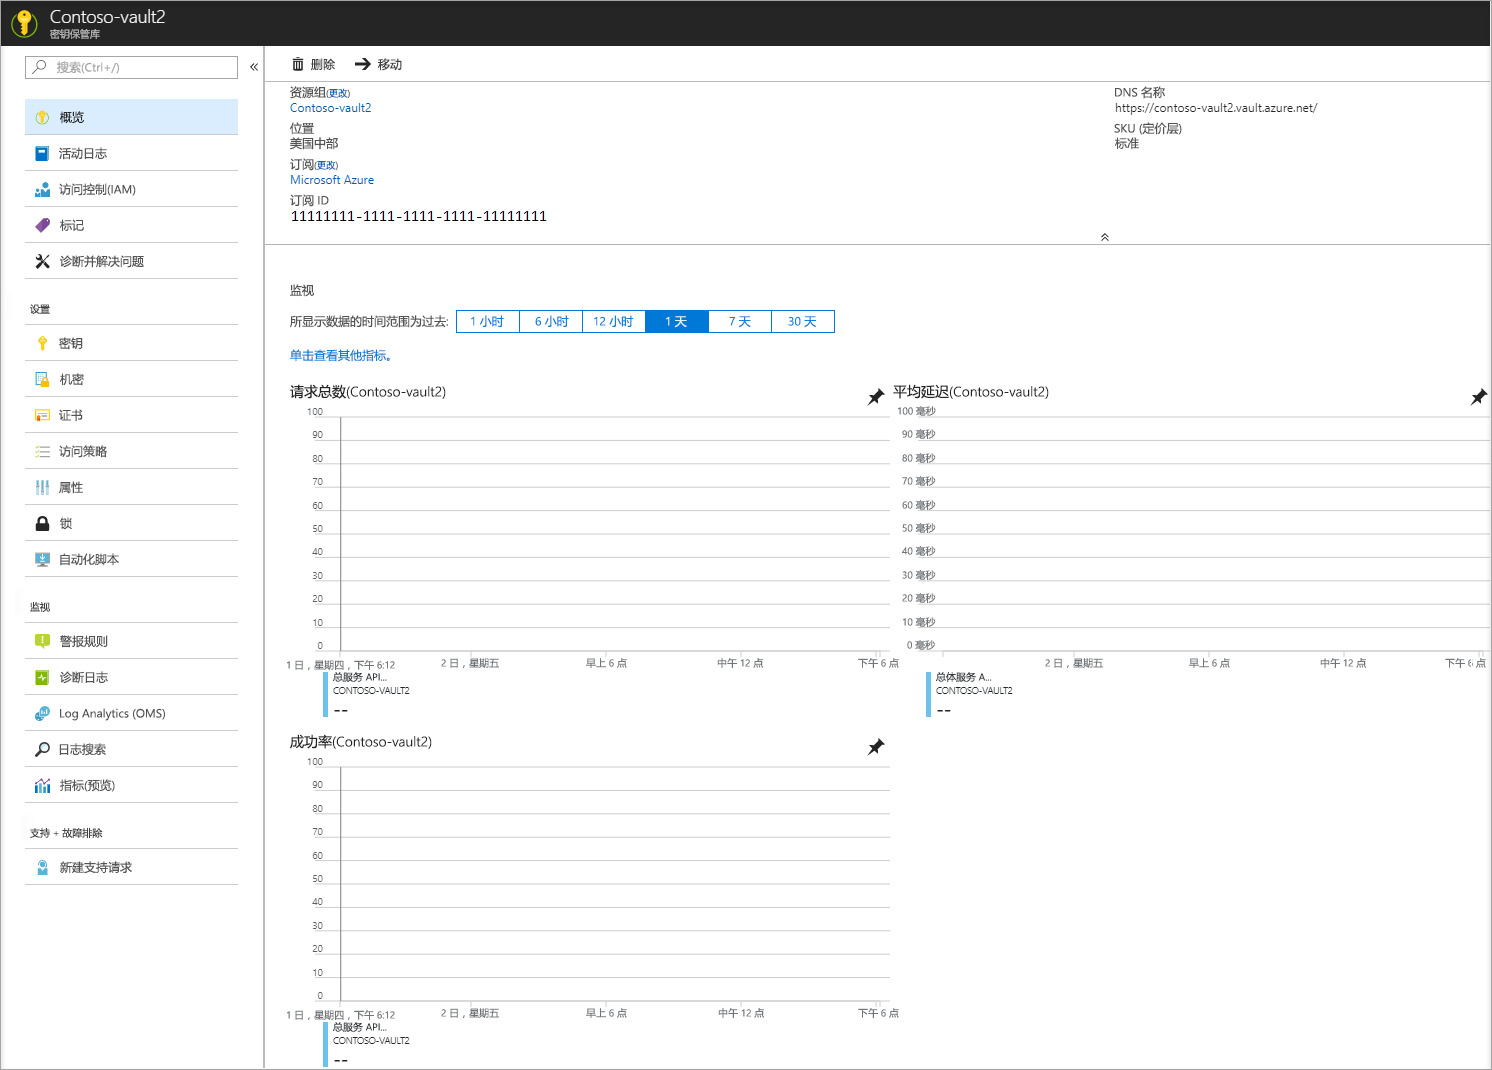 Contoso-vault2
密钥保管库
搜索(Ctrl+/)
«
概览
活动日志
访问控制(IAM)
标记
诊断并解决问题
设置
密钥
机密
证书
访问策略
属性
锁
自动化脚本
监视
警报规则
诊断日志
Log Analytics (OMS)
日志搜索
指标(预览)
支持 + 故障排除
新建支持请求
删除 移动
资源组(更改)
Contoso-vault2
位置
美国中部
订阅(更改)
Microsoft Azure
订阅 ID
11111111-1111-1111-1111-11111111
DNS 名称
https://contoso-vault2.vault.azure.net/
SKU (定价层)
标准
监视
所显示数据的时间范围为过去: 1 小时 6 小时 12 小时 1 天 7 天 30 天
单击查看其他指标。
请求总数(Contoso-vault2)
100
90
80
70
60
50
40
30
20
10
0
1 日，星期四，下午 6:12 2 日，星期五 早上 6 点 中午 12 点 下午 6 点
总服务 API...
CONTOSO-VAULT2
--
平均延迟(Contoso-vault2)
100 毫秒
90 毫秒
80 毫秒
70 毫秒
60 毫秒
50 毫秒
40 毫秒
30 毫秒
20 毫秒
10 毫秒
0 毫秒
2 日，星期五 早上 6 点 中午 12 点 下午 6 点
总体服务 A...
CONTOSO-VAULT2
--
成功率(Contoso-vault2)
100
90
80
70
60
50
40
30
20
10
0
1 日，星期四，下午 6:12 2 日，星期五 早上 6 点 中午 12 点 下午 6 点
总服务 API...
CONTOSO-VAULT2
--